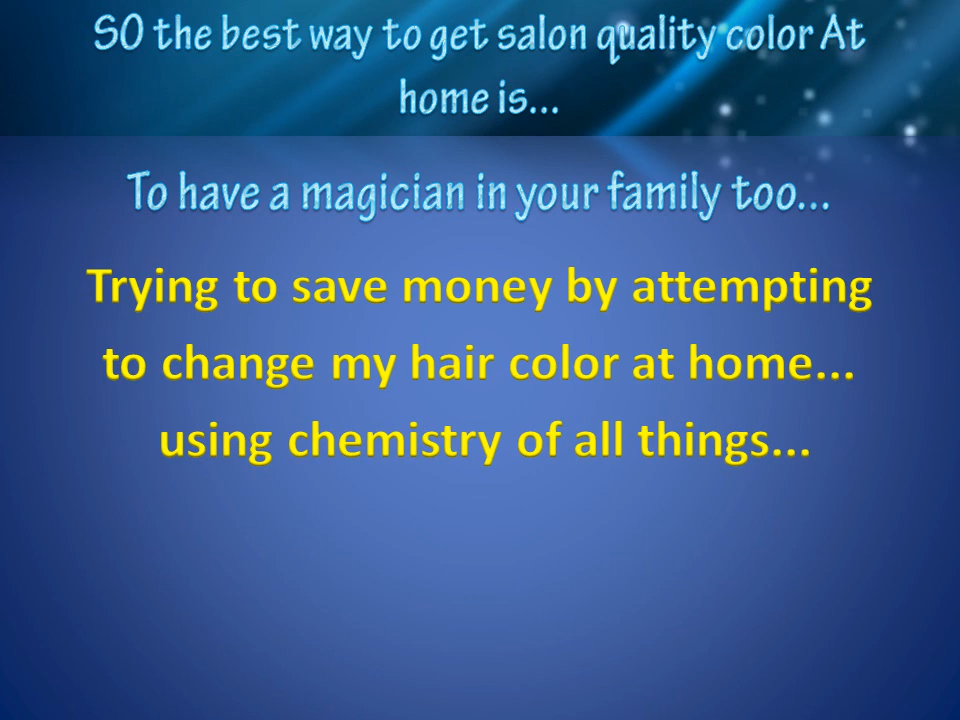 SO the best way to get salon quality color At
home is...
To have a magician in your family too...
Trying to save money by attempting
to change my hair color at home...
using chemistry of all things...